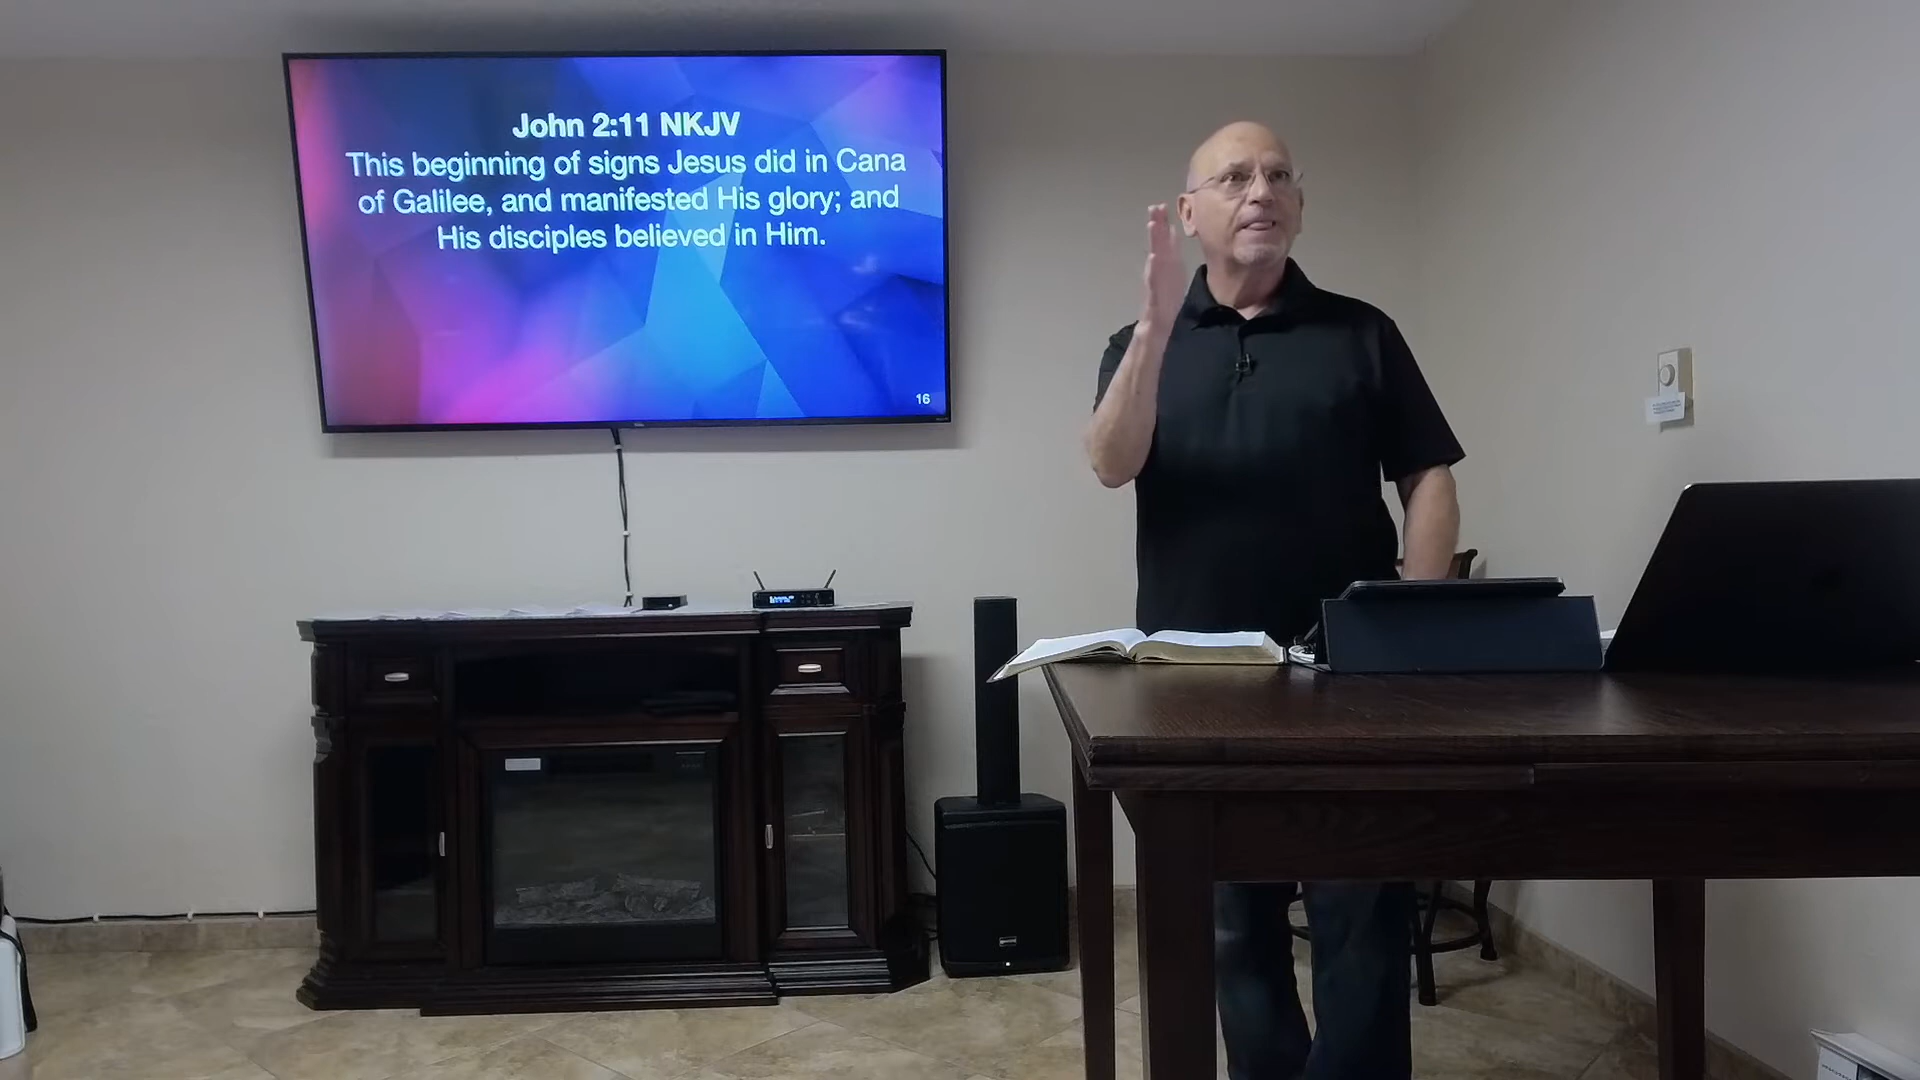 John 2:11 NKJV
This beginning of signs Jesus did in Cana
of Galilee, and manifested His glory; and
His disciples believed in Him.
16